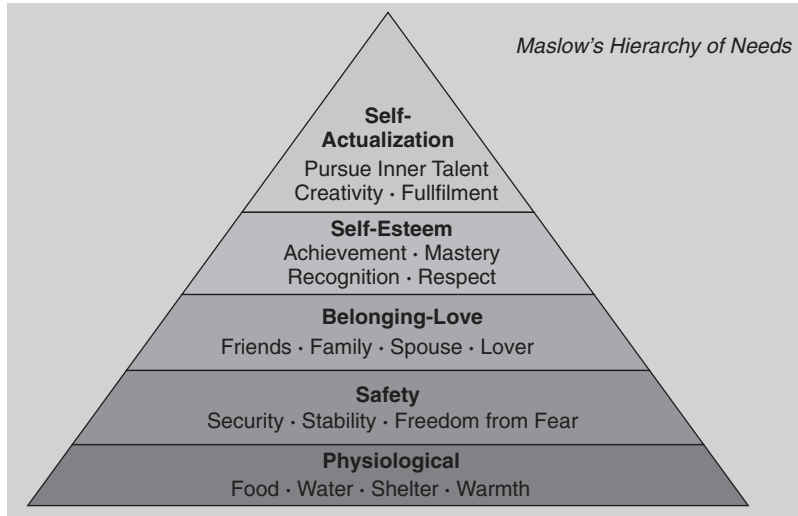 Maslow's Hierarchy of Needs
Self-
Actualization
Pursue Inner Talent
Creativity · Fullfilment
Self-Esteem
Achievement · Mastery
Recognition · Respect
Belonging-Love
Friends · Family · Spouse · Lover
Safety
Security · Stability · Freedom from Fear
Physiological
Food · Water · Shelter · Warmth